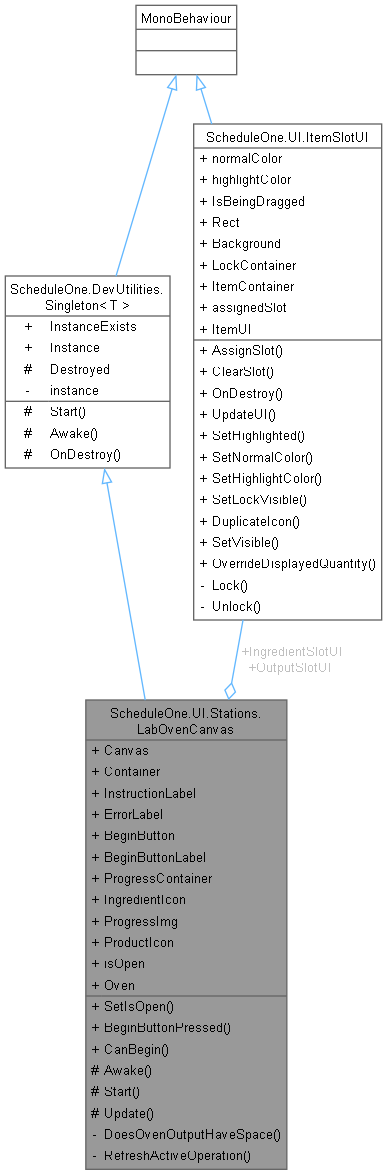 MonoBehaviour
ScheduleOne.UI.ItemSlotUI
+ normalColor
+ highlightColor
+ IsBeingDragged
+ Rect
+ Background
+ LockContainer
+ ItemContainer
+ assignedSlot
+ ItemUI
+ AssignSlot()
+ ClearSlot()
+ OnDestroy()
+ UpdateUI()
+ SetHighlighted()
+ SetNormalColor()
+ SetHighlightColor()
+ SetLockVisible()
+ DuplicateIcon()
+ SetVisible()
+ OverrideDisplayedQuantity()
- Lock()
- Unlock()
ScheduleOne.DevUtilities.
Singleton< T >
+ InstanceExists
+ Instance
# Destroyed
- instance
# Start()
# Awake()
# OnDestroy()
+IngredientSlotUI
+OutputSlotUI
ScheduleOne.UI.Stations.
LabOvenCanvas
+ Canvas
+ Container
+ InstructionLabel
+ ErrorLabel
+ BeginButton
+ BeginButtonLabel
+ ProgressContainer
+ IngredientIcon
+ ProgressImg
+ ProductIcon
+ isOpen
+ Oven
+ SetIsOpen()
+ BeginButtonPressed()
+ CanBegin()
# Awake()
# Start()
# Update()
- DoesOvenOutputHaveSpace()
- RefreshActiveOperation()